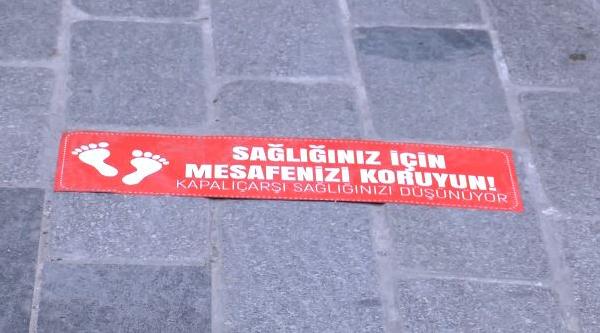 SAĞLIĞINIZ İÇİN
MESAFENİZİ KORUYUN!
KAPALIÇARŞI SAĞLIĞINIZI DÜŞÜNÜYOR